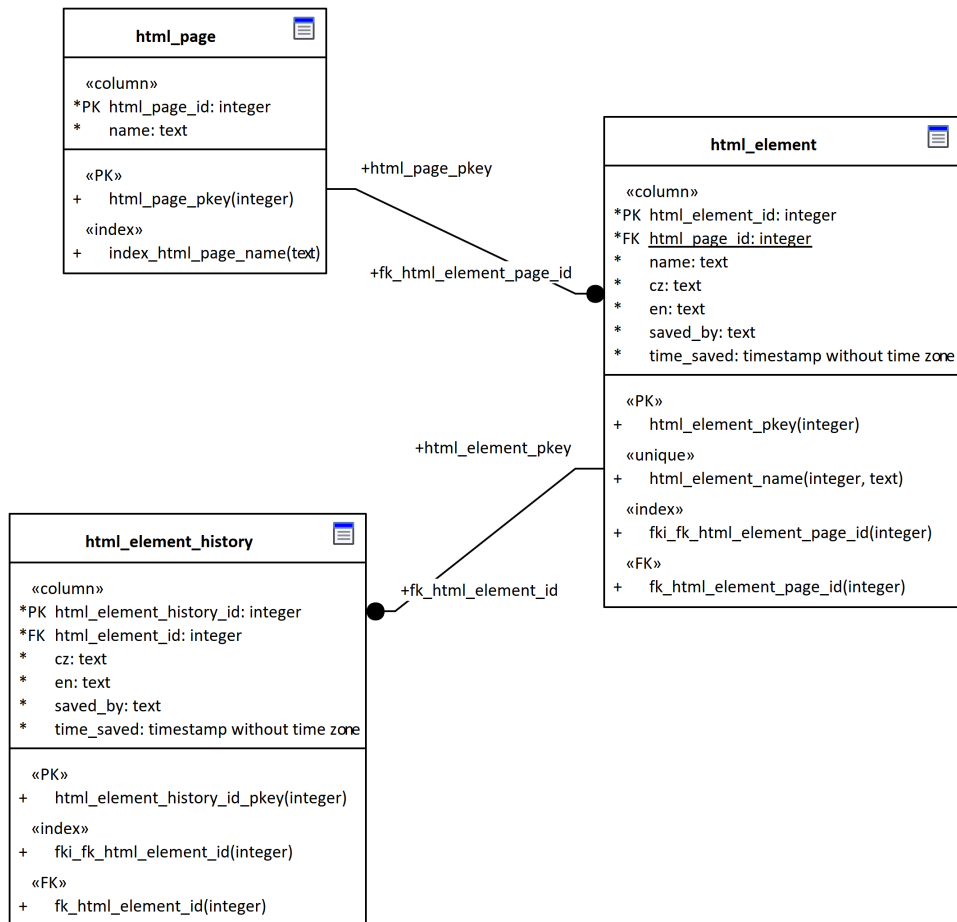 html_page
«column»
*PK html_page_id: integer
* name: text
«PK»
+ html_page_pkey(integer)
«index»
+ index_html_page_name(text)
+html_page_pkey
+fk_html_element_page_id
html_element
«column»
*PK html_element_id: integer
*FK html_page_id: integer
* name: text
* cz: text
* en: text
* saved_by: text
* time_saved: timestamp without time zone
«PK»
+ html_element_pkey(integer)
«unique»
+ html_element_name(integer, text)
«index»
+ fki_fk_html_element_page_id(integer)
«FK»
+ fk_html_element_page_id(integer)
+html_element_pkey
+fk_html_element_id
html_element_history
«column»
*PK html_element_history_id: integer
*FK html_element_id: integer
* cz: text
* en: text
* saved_by: text
* time_saved: timestamp without time zone
«PK»
+ html_element_history_id_pkey(integer)
«index»
+ fki_fk_html_element_id(integer)
«FK»
+ fk_html_element_id(integer)